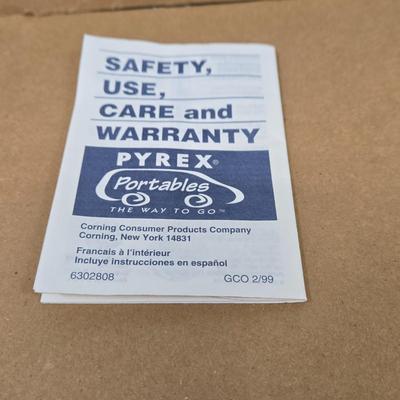 SAFETY,
USE,
CARE and
WARRANTY
PYREX®
Portables
THE WAY TO GO™
Corning Consumer Products Company
Corning, New York 14831
Francais à l'intérieur
Incluye instrucciones en español
6302808 GCO 2/99